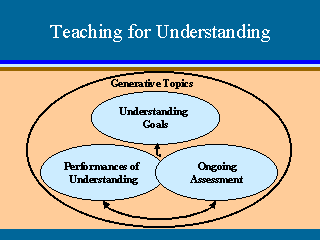 Teaching for Understanding
Generative Topics
Understanding
Goals
Performances of
Understanding
Ongoing
Assessment